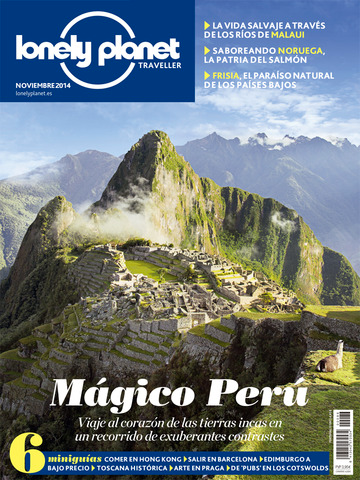 lonely planet
TRAVELLER
NOVIEMBRE 2014
lonelyplanet.es
LA VIDA SALVAJE A TRAVÉS
DE LOS RÍOS DE MALAUI
SABOREANDO NORUEGA,
LA PATRIA DEL SALMÓN
FRISIA, EL PARAÍSO NATURAL
DE LOS PAÍSES BAJOS
Mágico Perú
Viaje al corazón de las tierras incas en
un recorrido de exuberantes contrastes
6 miniguías COMER EN HONG KONG SALIR EN BARCELONA EDIMBURGO A
BAJO PRECIO TOSCANA HISTÓRICA ARTE EN PRAGA DE 'PUBS' EN LOS COTSWOLDS